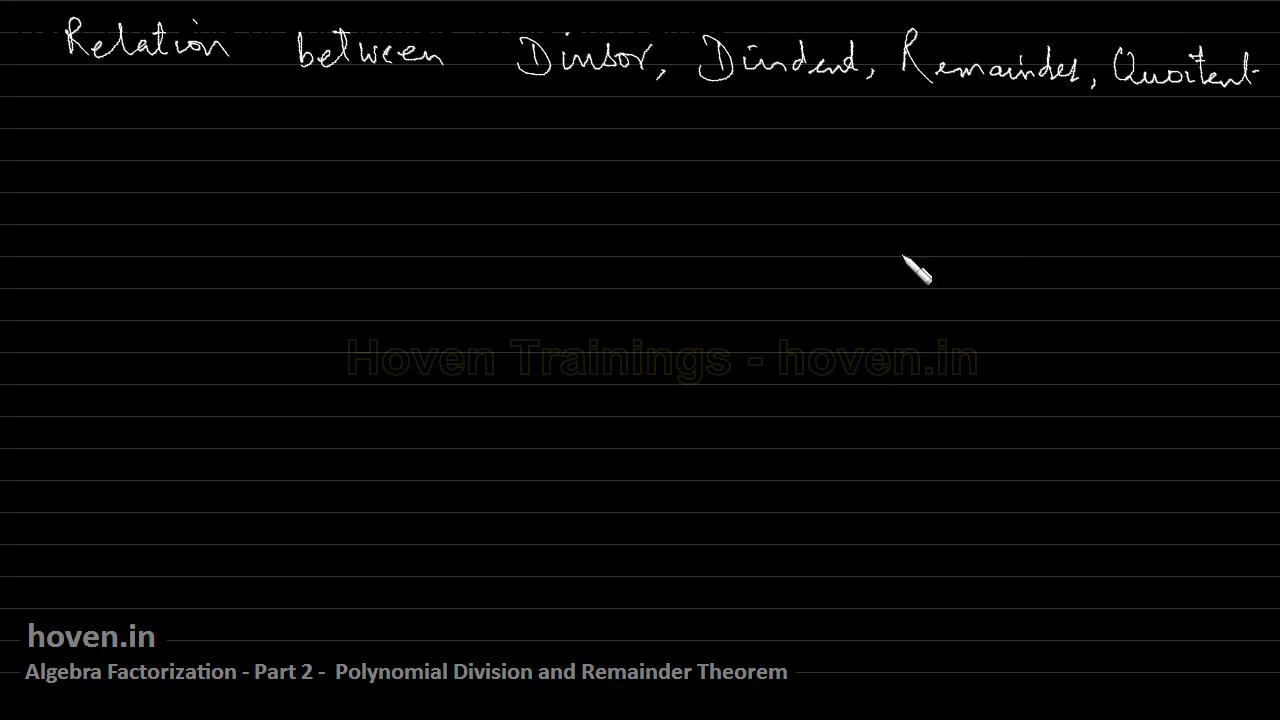 Relation between Divisor, Dividend, Remainder, Quoitent
Hoven Trainings - hoven.in
hoven.in
Algebra Factorization - Part 2 - Polynomial Division and Remainder Theorem